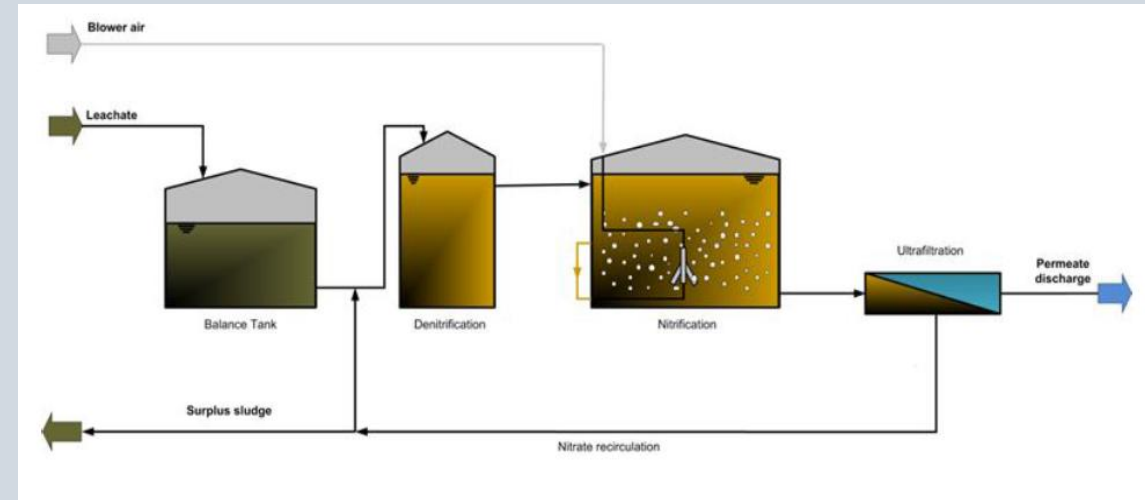 Blower air
Leachate
Ultrafiltration
Permeate
discharge
Balance Tank
Denitrification
Nitrification
Surplus sludge
Nitrate recirculation